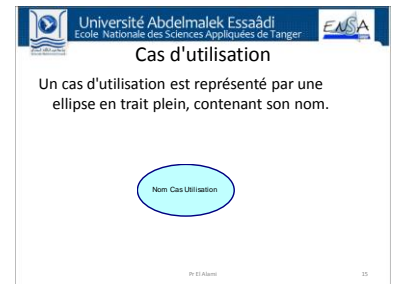 Université Abdelmalek Essaâdi
Ecole Nationale des Sciences Appliquées de Tanger
ENSA
Cas d'utilisation
Un cas d'utilisation est représenté par une
ellipse en trait plein, contenant son nom.
Nom Cas Utilisation
Pr El Alami
15